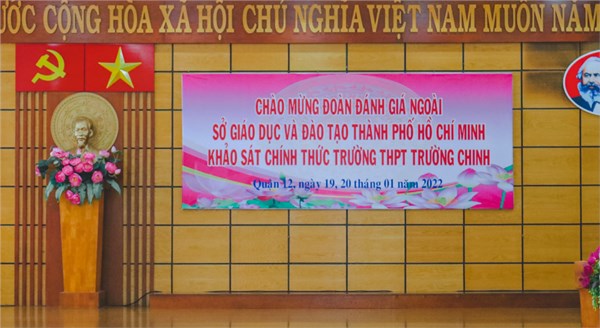 ƯỚC CỘNG HÒA XÃ HỘI CHỦ NGHĨA VIỆT NAM MUÔN NĂM
CHÀO MỪNG ĐOÀN ĐÁNH GIÁ NGOÀI
SỞ GIÁO DỤC VÀ ĐÀO TẠO THÀNH PHỐ HỒ CHÍ MINH
KHẢO SÁT CHÍNH THỨC TRƯỜNG THPT TRƯỜNG CHINH
Quận 12, ngày 19, 20 tháng 01 năm 2022